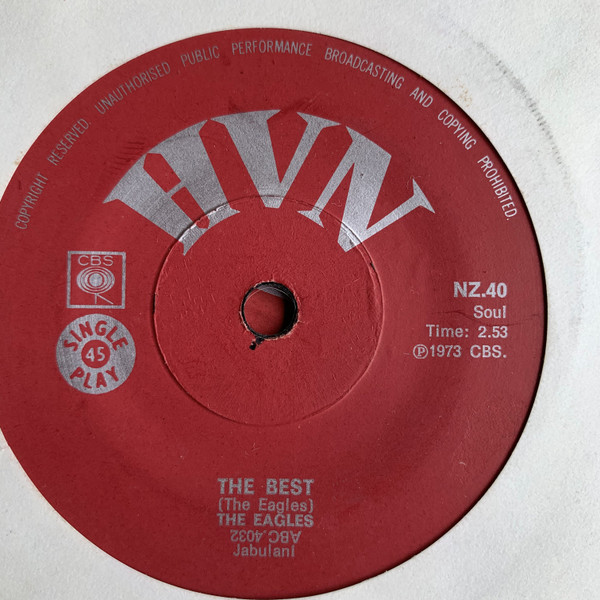 COPYRIGHT RESERVED. UNAUTHORISED, PUBLIC PERFORMANCE BROADCASTING AND COPYING PROHIBITED.
HVN
CBS
SINGLE
45
PLAY
NZ.40
Soul
Time: 2.53
Ⓟ1973 CBS.
THE BEST
(The Eagles)
THE EAGLES
ABC.4032
Jabulani